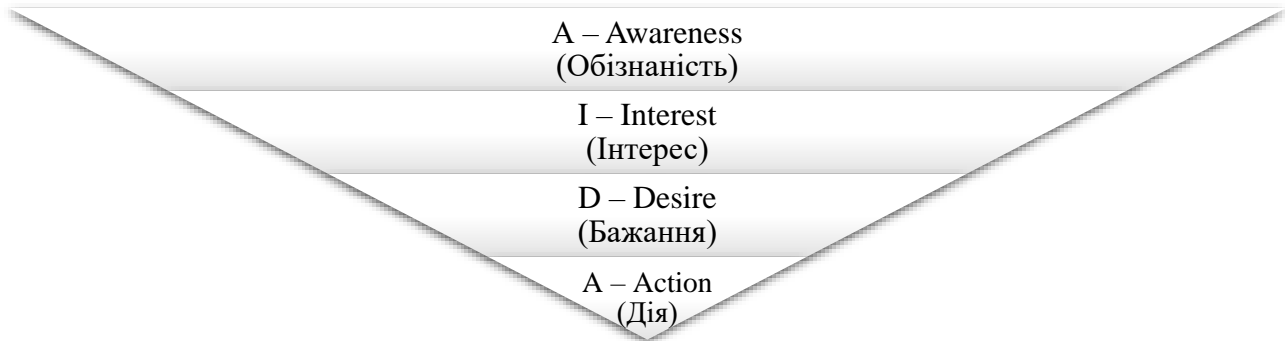 A – Awareness
(Обізнаність)
I – Interest
(Інтерес)
D – Desire
(Бажання)
A – Action
(Дія)